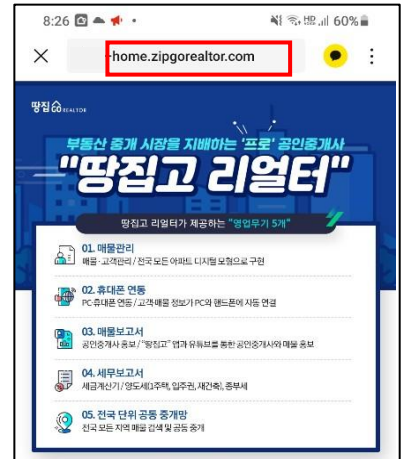 8:26 60%
-home.zipgorealtor.com
땅집GO REALTOR
부동산 중개 시장을 지배하는 '프로' 공인중개사
"땅집고 리얼터"
땅집고 리얼터가 제공하는 "영업무기 5개"
01. 매물관리
매물·고객관리/전국 모든 아파트 디지털 모형으로 구현
02. 휴대폰 연동
PC·휴대폰 연동/고객·매물 정보가 PC와 핸드폰에 자동 연결
03. 매물보고서
공인중개사 홍보/"땅집고" 앱과 유튜브를 통한 공인중개사와 매물 홍보
04. 세무보고서
세금계산기/양도세(1주택, 입주권, 재건축), 종부세
05. 전국 단위 공동 중개망
전국 모든 지역 매물 검색 및 공동 중개